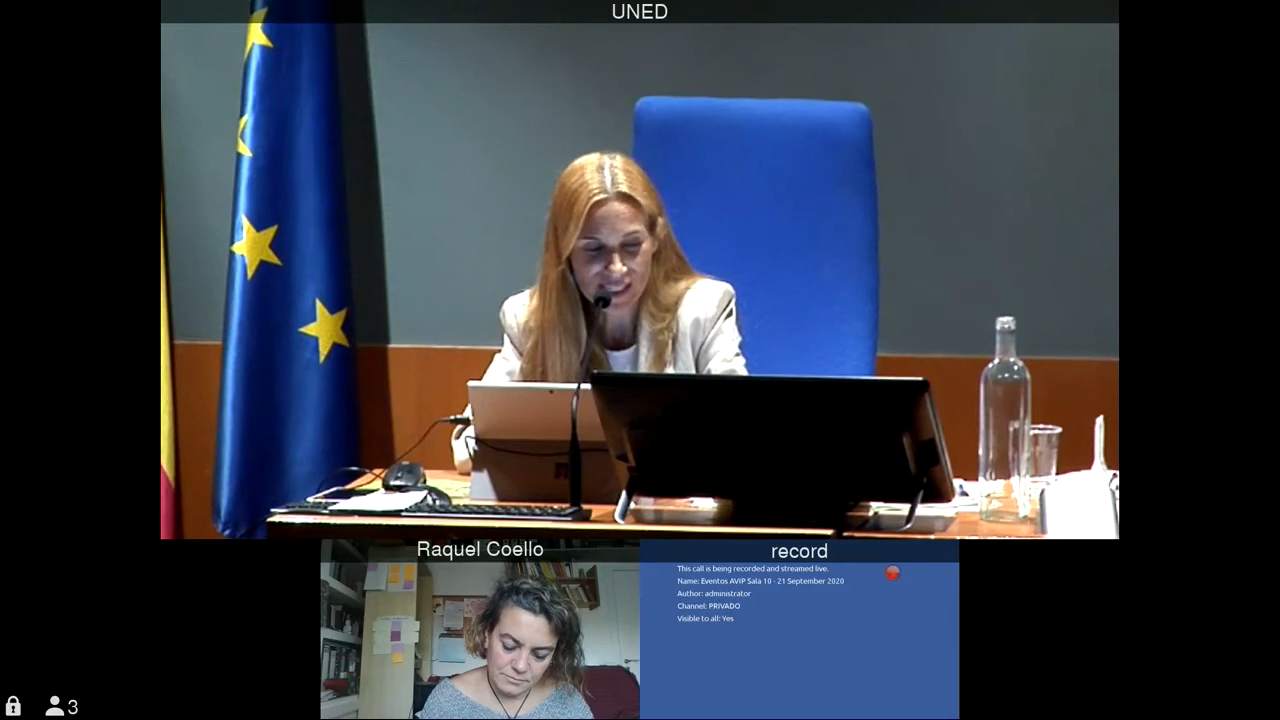 UNED
Raquel Coello
record
This call is being recorded and streamed live.
Name: Eventos AVIP Sala 10 - 21 September 2020
Author: administrator
Channel: PRIVADO
Visible to all: Yes
3